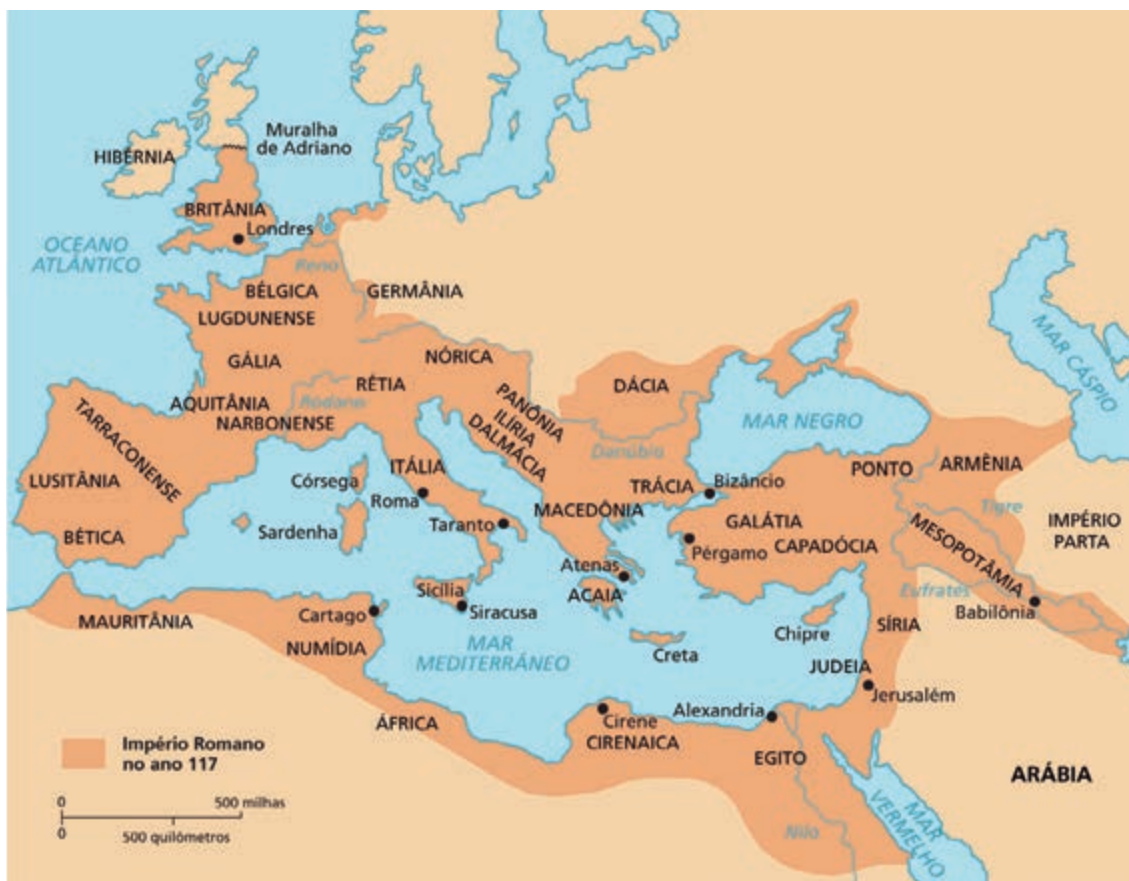 Muralha
de Adriano
HIBÉRNIA
BRITÂNIA
Londres
OCEANO
ATLÂNTICO
Reno
BÉLGICA
GERMÂNIA
LUGDUNENSE
GÁLIA
NÓRICA
RÉTIA
AQUITÂNIA
Ródano
NARBONENSE
TARRACONENSE
LUSITÂNIA
BÉTICA
PANÔNIA
ILÍRIA
DALMÁCIA
DÁCIA
Danúbio
MAR NEGRO
MAR CÁSPIO
ITÁLIA
Córsega
Roma
Sardenha
Taranto
MACEDÔNIA
TRÁCIA
Bizâncio
PONTO
ARMÊNIA
Tigre
IMPÉRIO
PARTA
GALÁTIA
Pérgamo
CAPADÓCIA
MESOPOTÂMIA
Eufrates
Babilônia
Atenas
ACAIA
Sicília
Siracusa
Cartago
MAURITÂNIA
NUMÍDIA
MAR
MEDITERRÁNEO
Creta
Chipre
SÍRIA
JUDEIA
Jerusalém
ÁFRICA
Cirene
CIRENAICA
Alexandria
EGITO
Nilo
MAR
VERMELHO
ARÁBIA
Império Romano
no ano 117
0 500 milhas
0 500 quilómetros